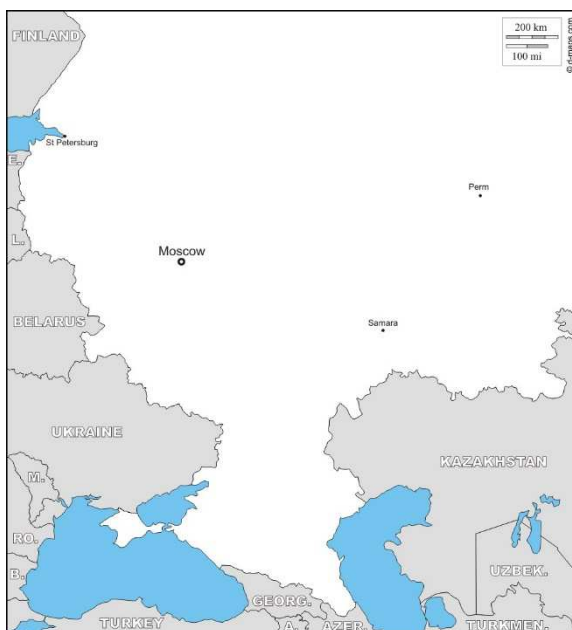 FINLAND
200 km
100 mi
© d-maps.com
St Petersburg
E.
Perm
L.
Moscow
BELARUS
Samara
UKRAINE
KAZAKHSTAN
M.
RO.
UZBEK.
B.
GEORG.
TURKEY
A.
AZER.
TURKMEN.